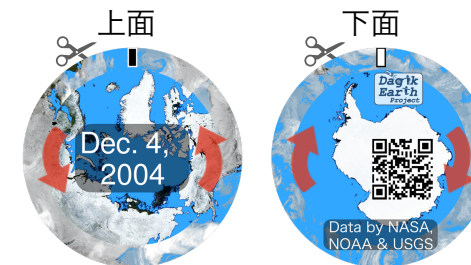 上面
下面
Dec. 4,
2004
Dagik
Earth
Project
Data by NASA,
NOAA & USGS